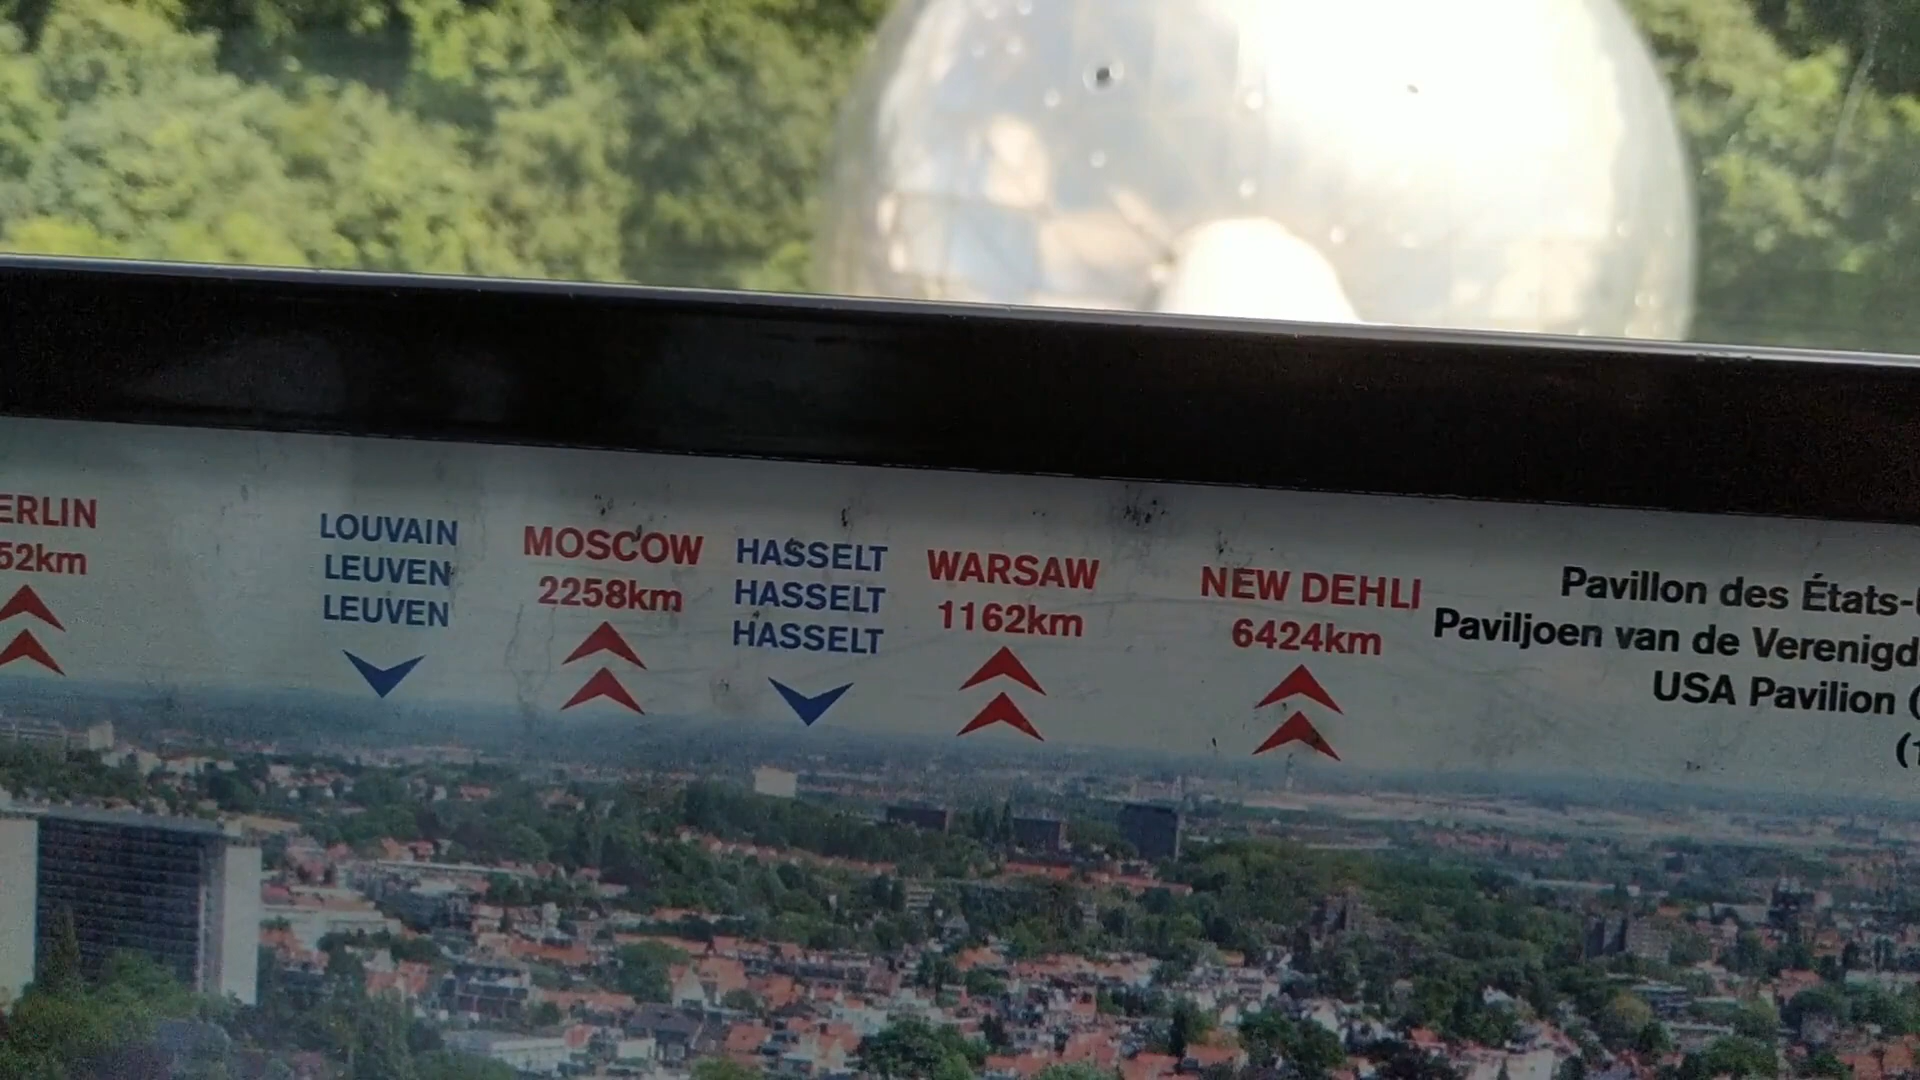 ERLIN
52km
LOUVAIN
LEUVEN
LEUVEN
MOSCOW
2258km
HASSELT
HASSELT
HASSELT
WARSAW
1162km
NEW DEHLI
6424km
Pavillon des États-
Paviljoen van de Verenigd
USA Pavilion (
(1